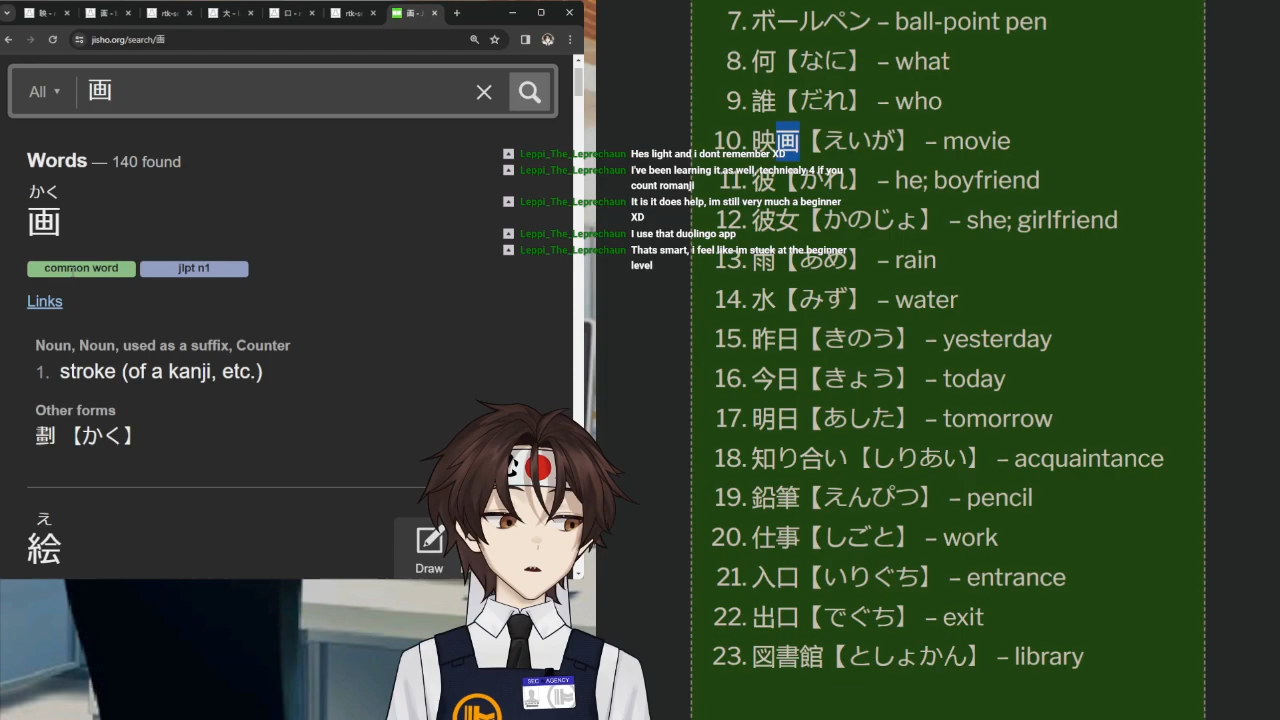 映 -
画 - 
rtk-s
大 -
口 -
rtk-s
画 -
jisho.org/search/画
All
画
Words — 140 found
かく
画
common word
jlpt n1
Links
Noun, Noun, used as a suffix, Counter
1. stroke (of a kanji, etc.)
Other forms
劃 【かく】
え
絵
Draw
Leppi_The_Leprechaun Hes light and i dont remember XD
Leppi_The_Leprechaun I've been learning it as well, technicaly 4 if you
count romanji
Leppi_The_Leprechaun It is it does help, im still very much a beginner
XD
Leppi_The_Leprechaun I use that duolingo app
Leppi_The_Leprechaun Thats smart, i feel like im stuck at the beginner
level
7. ボールペン – ball-point pen
8. 何【なに】 – what
9. 誰【だれ】 – who
10. 映画【えいが】 – movie
11. 彼【かれ】 – he; boyfriend
12. 彼女【かのじょ】 – she; girlfriend
13. 雨【あめ】 – rain
14. 水【みず】 – water
15. 昨日【きのう】 – yesterday
16. 今日【きょう】 – today
17. 明日【あした】 – tomorrow
18. 知り合い【しりあい】 – acquaintance
19. 鉛筆【えんぴつ】 – pencil
20. 仕事【しごと】 – work
21. 入口【いりぐち】 – entrance
22. 出口【でぐち】 – exit
23. 図書館【としょかん】 – library
SEC AGENCY